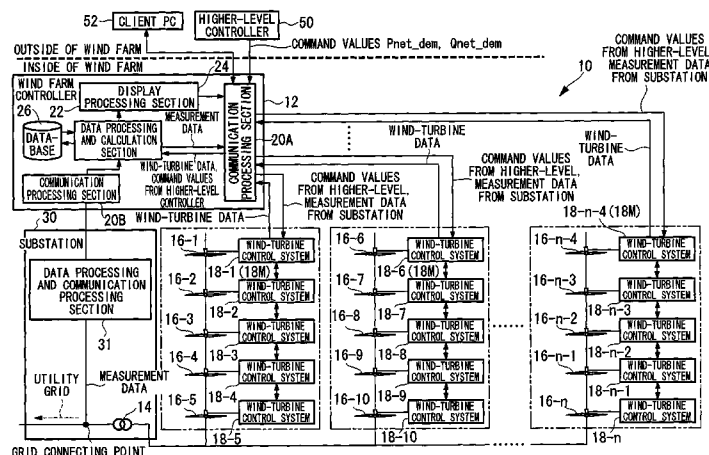 52
CLIENT PC
HIGHER-LEVEL
CONTROLLER
50
COMMAND VALUES Pnet_dem, Qnet_dem
OUTSIDE OF WIND FARM
INSIDE OF WIND FARM
COMMAND VALUES
FROM HIGHER-LEVEL,
MEASUREMENT DATA
FROM SUBSTATION
10
WIND FARM
CONTROLLER
24
DISPLAY
PROCESSING SECTION
22
26
DATA-
BASE
DATA PROCESSING
AND CALCULATION
SECTION
MEASUREMENT
DATA
WIND-TURBINE DATA,
COMMAND VALUES
FROM HIGHER-LEVEL
CONTROLLER
COMMUNICATION
PROCESSING SECTION
12
20A
COMMUNICATION
PROCESSING SECTION
20B
WIND-TURBINE DATA
WIND-TURBINE
DATA
COMMAND VALUES
FROM HIGHER-LEVEL,
MEASUREMENT DATA
FROM SUBSTATION
COMMAND VALUES
FROM HIGHER-LEVEL,
MEASUREMENT DATA
FROM SUBSTATION
WIND-
TURBINE
DATA
30
SUBSTATION
DATA PROCESSING
AND COMMUNICATION
PROCESSING
SECTION
31
UTILITY
GRID
MEASUREMENT
DATA
14
GRID CONNECTING POINT
16-1
WIND-TURBINE
CONTROL SYSTEM
18-1 (18M)
16-2
WIND-TURBINE
CONTROL SYSTEM
18-2
16-3
WIND-TURBINE
CONTROL SYSTEM
18-3
16-4
WIND-TURBINE
CONTROL SYSTEM
18-4
16-5
WIND-TURBINE
CONTROL SYSTEM
18-5
16-6
WIND-TURBINE
CONTROL SYSTEM
18-6 (18M)
16-7
WIND-TURBINE
CONTROL SYSTEM
18-7
16-8
WIND-TURBINE
CONTROL SYSTEM
18-8
16-9
WIND-TURBINE
CONTROL SYSTEM
18-9
16-10
WIND-TURBINE
CONTROL SYSTEM
18-10
18-n-4 (18M)
16-n-4
WIND-TURBINE
CONTROL SYSTEM
16-n-3
WIND-TURBINE
CONTROL SYSTEM
18-n-3
16-n-2
WIND-TURBINE
CONTROL SYSTEM
18-n-2
16-n-1
WIND-TURBINE
CONTROL SYSTEM
18-n-1
16-n
WIND-TURBINE
CONTROL SYSTEM
18-n